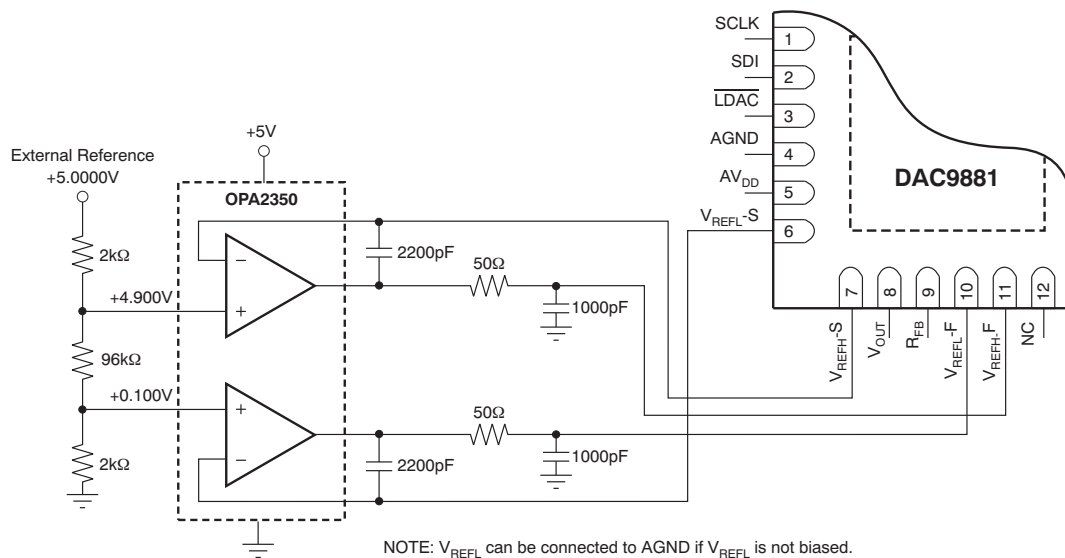 SCLK
1
SDI
2
LDAC
3
AGND
4
AVDD
5
VREFL-S
6
DAC9881
7
8
9
10
11
12
VREFH-S
VOUT
RFB
VREFL-F
VREFH-F
NC
+5V
External Reference
+5.0000V
OPA2350
2kΩ
+4.900V
96kΩ
+0.100V
2kΩ
−
+
2200pF
50Ω
1000pF
+
−
2200pF
50Ω
1000pF
NOTE: VREFL can be connected to AGND if VREFL is not biased.